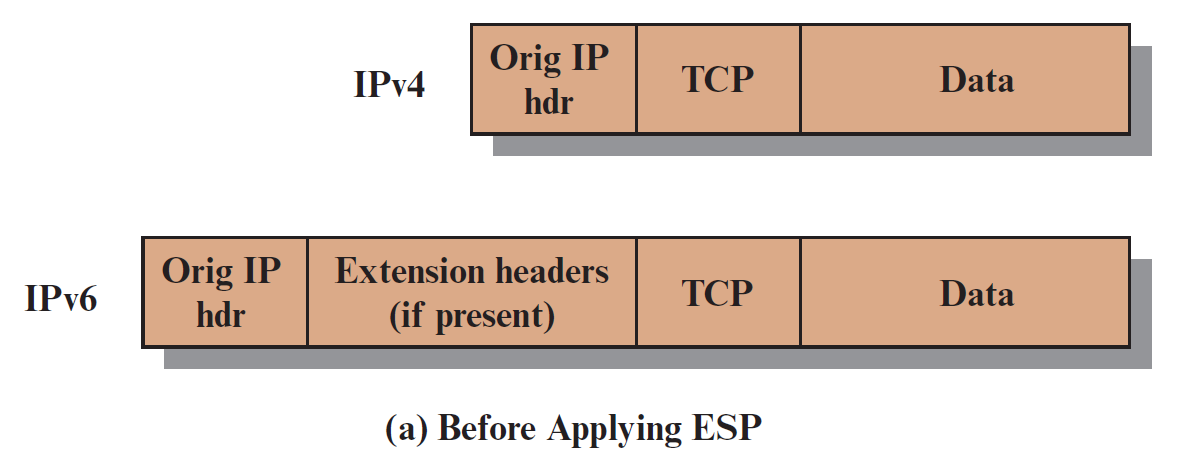 IPv4
Orig IP
hdr
TCP
Data
IPv6
Orig IP
hdr
Extension headers
(if present)
TCP
Data
(a) Before Applying ESP